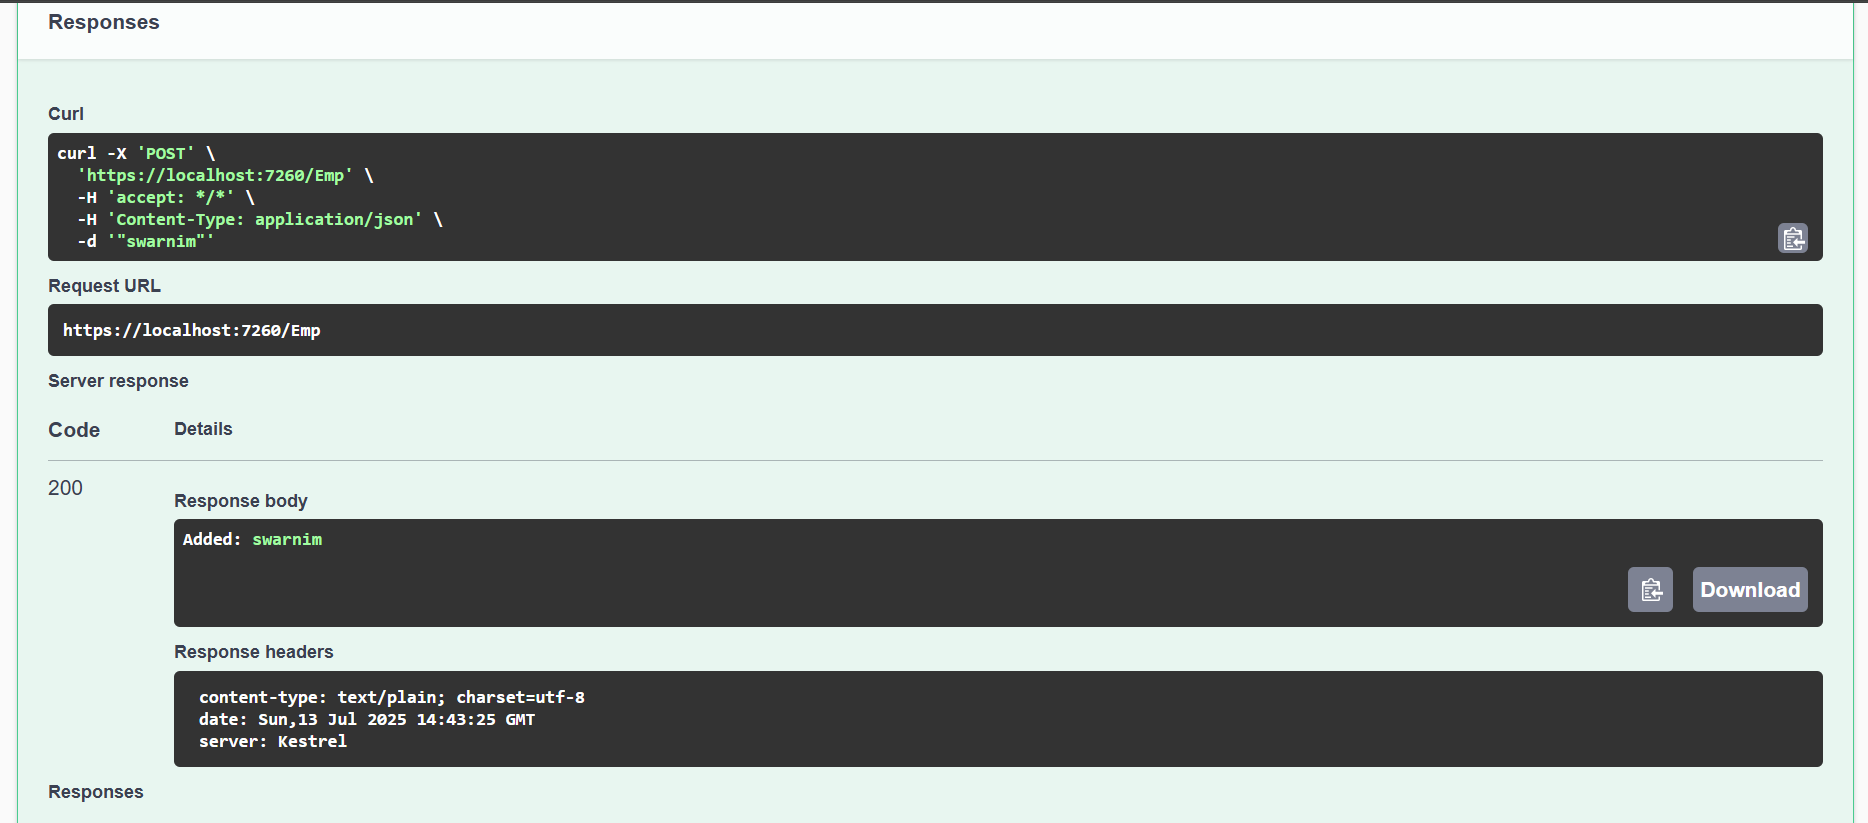 Responses
Curl
curl -X 'POST' \
'https://localhost:7260/Emp' \
-H 'accept: */*' \
-H 'Content-Type: application/json' \
-d '"swarnim"'
Request URL
https://localhost:7260/Emp
Server response
Code Details
200
Response body
Added: swarnim
Download
Response headers
content-type: text/plain; charset=utf-8
date: Sun,13 Jul 2025 14:43:25 GMT
server: Kestrel
Responses